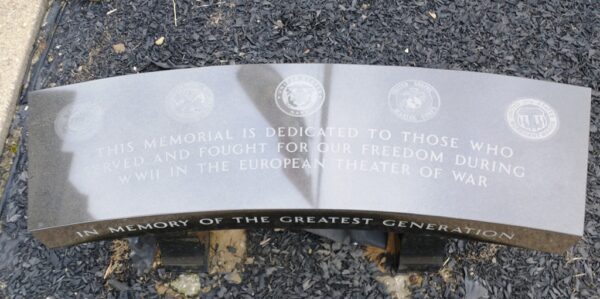 THIS MEMORIAL IS DEDICATED TO THOSE WHO
SERVED AND FOUGHT FOR OUR FREEDOM DURING
WWII IN THE EUROPEAN THEATER OF WAR
IN MEMORY OF THE GREATEST GENERATION